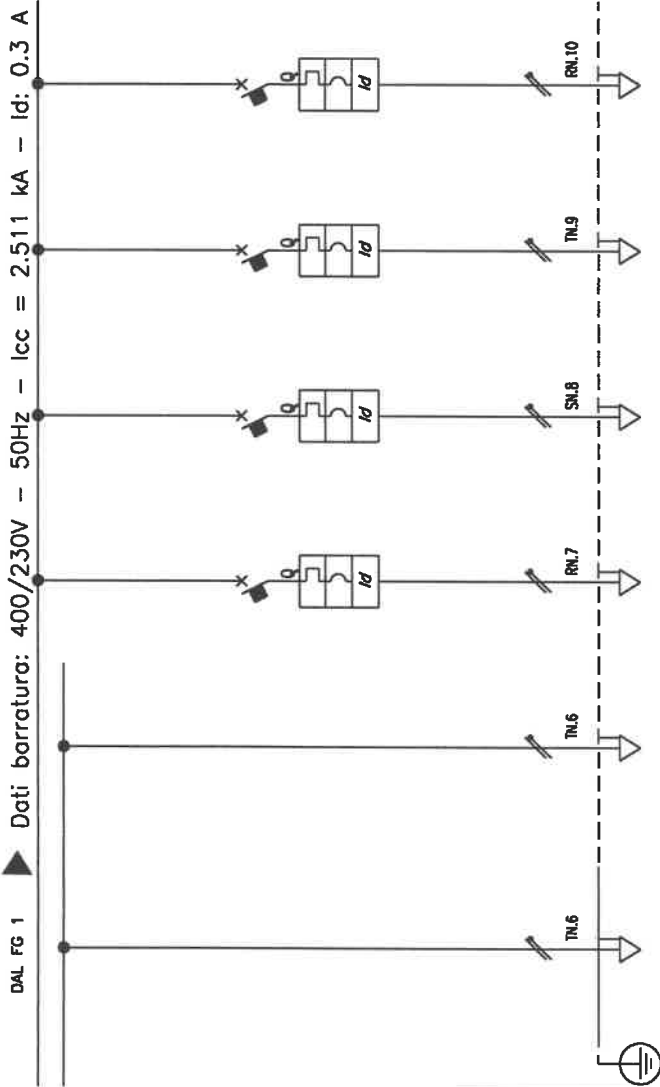 DAL FG 1
Dati barratura: 400/230V - 50Hz - Icc = 2.511 kA - Id: 0.3 A
Q
Id
RN.10
Q
Id
TN.9
Q
Id
SN.8
Q
Id
RN.7
TN.6
TN.6